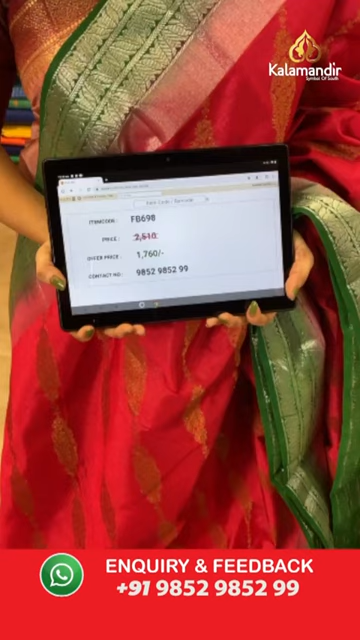 Kalamandir
Symbol Of South
ITEMCODE : FB698
PRICE : 2,510
OFFER PRICE : 1,760/-
CONTACT NO : 9852 9852 99
ENQUIRY & FEEDBACK
+91 9852 9852 99